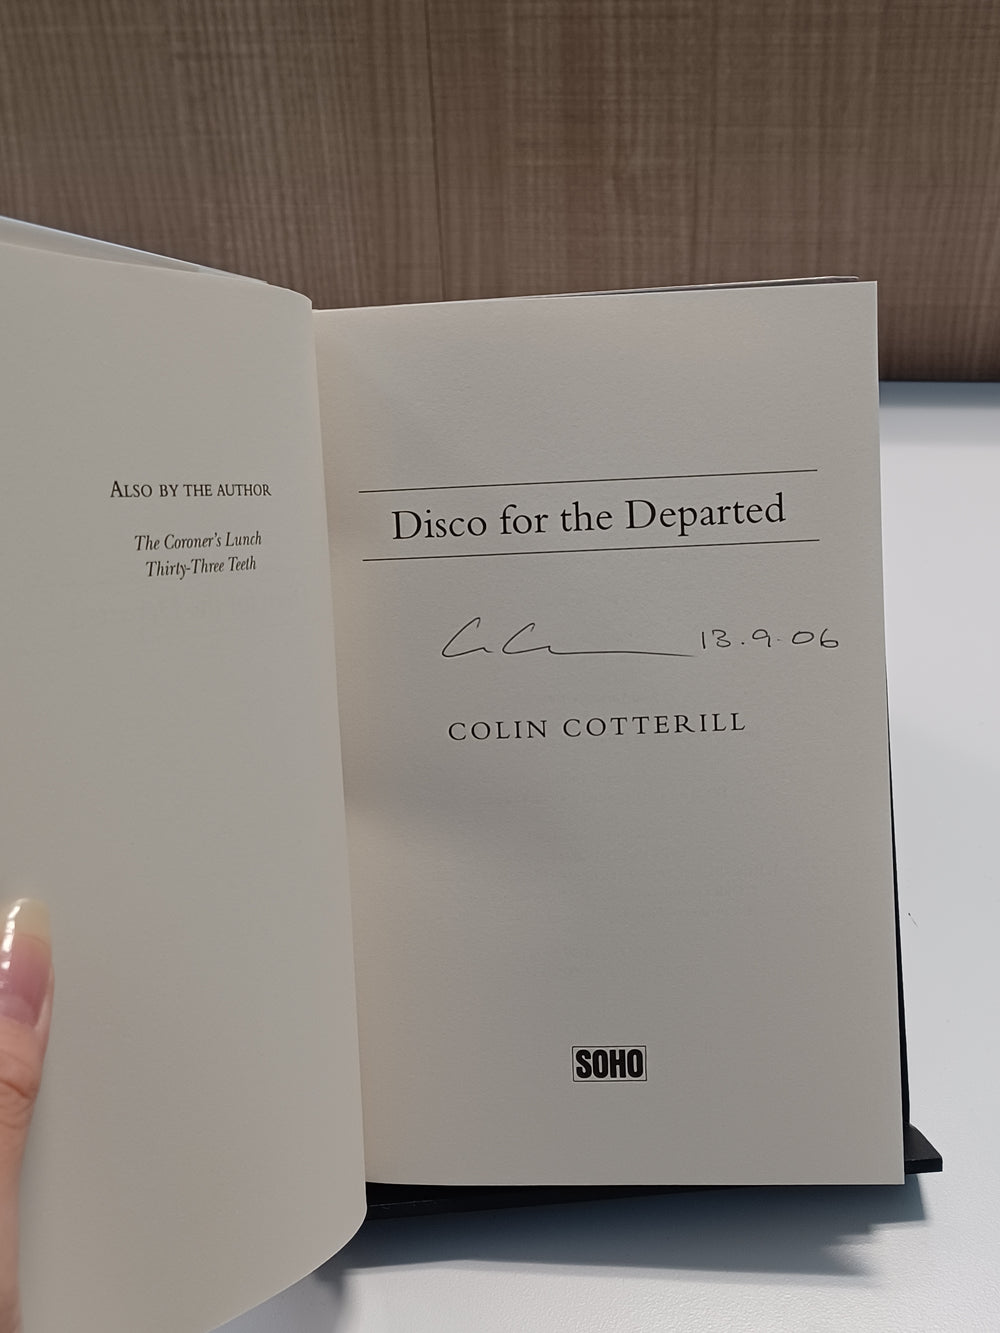 ALSO BY THE AUTHOR
The Coroner's Lunch
Thirty-Three Teeth
Disco for the Departed
13.9.06
COLIN COTTERILL
SOHO